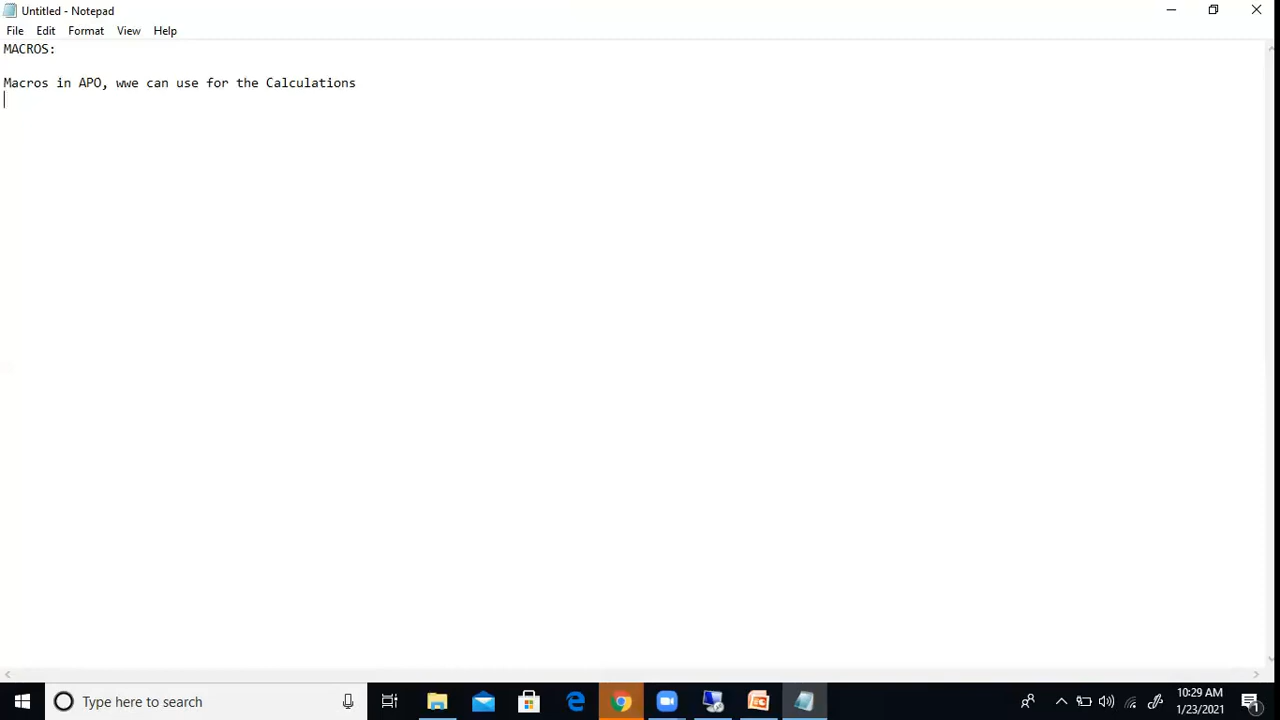 Untitled - Notepad
File Edit Format View Help
MACROS:
Macros in APO, wwe can use for the Calculations
Type here to search
10:29 AM
1/23/2021
1